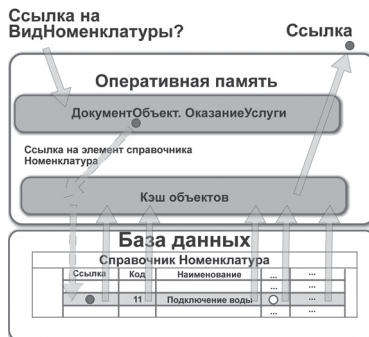 Ссылка на
ВидНоменклатуры?
Ссылка
Оперативная память
ДокументОбъект. ОказаниеУслуги
Ссылка на элемент справочника
Номенклатура
Кэш объектов
База данных
Справочник Номенклатура
Ссылка Код Наименование ... ...
... ...
11 Подключение воды ...
... ...